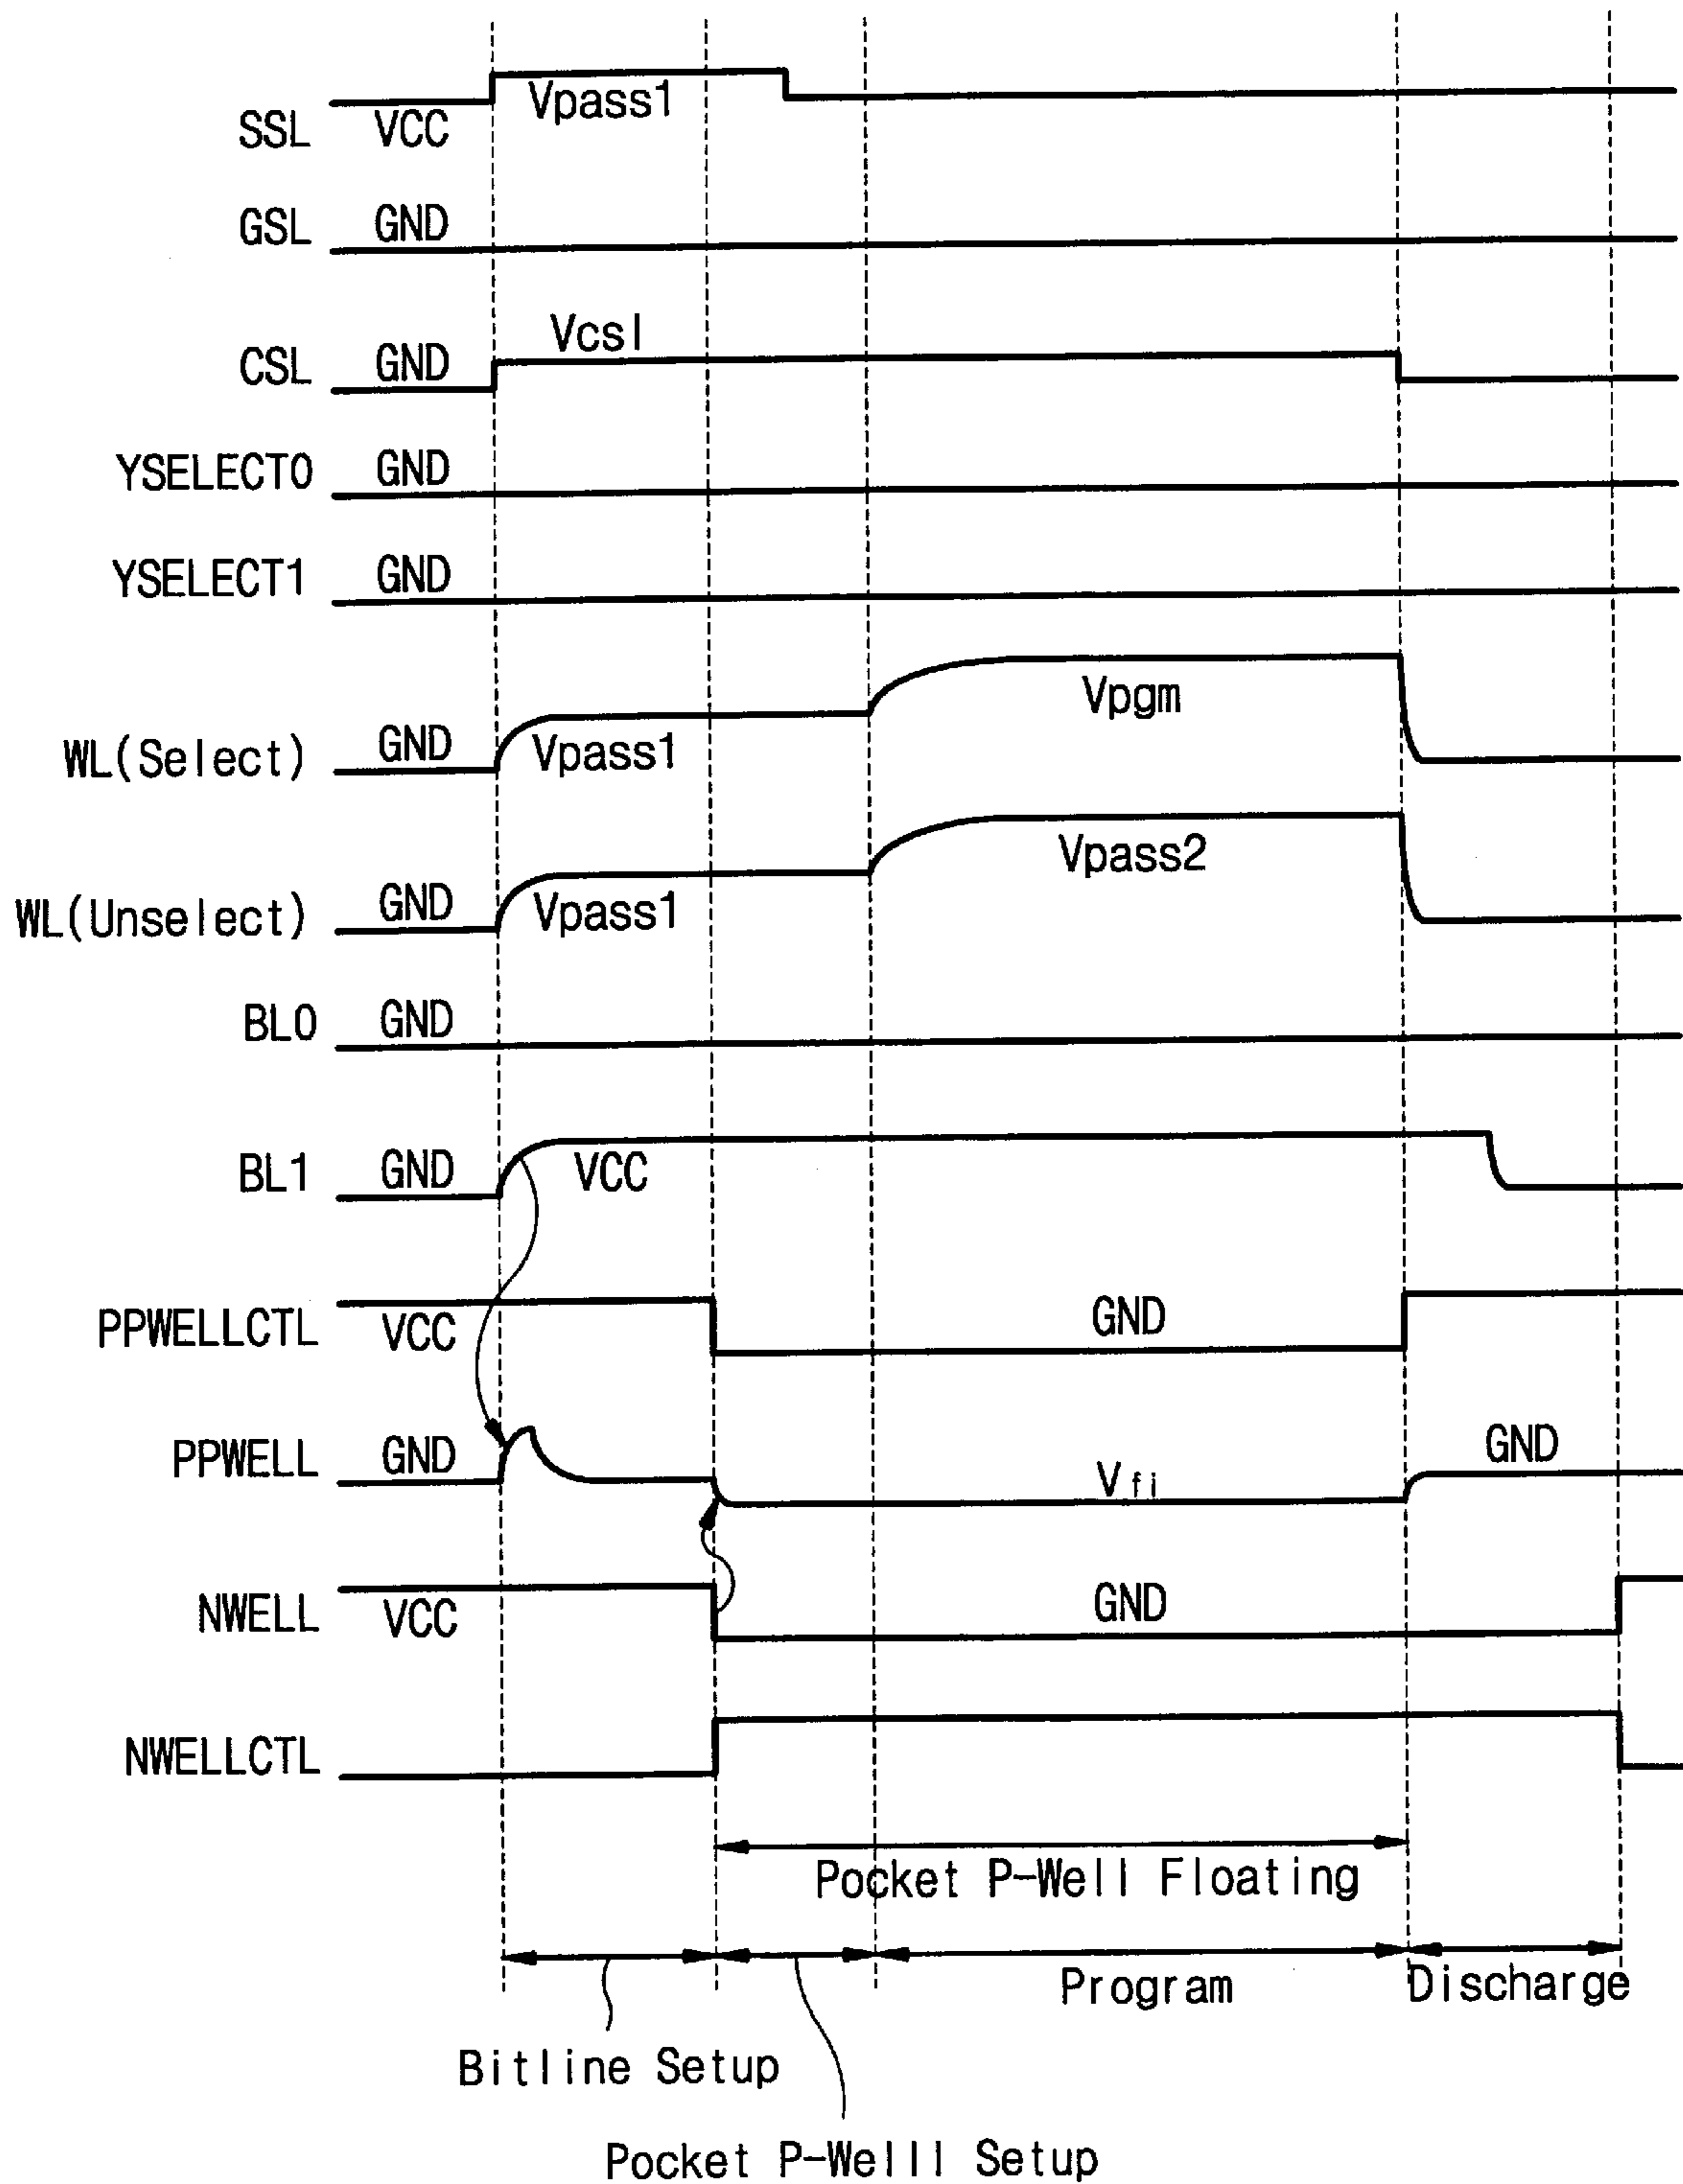 SSL VCC Vpass1
GSL GND
CSL GND Vcsl
YSELECT0 GND
YSELECT1 GND
WL(Select) GND Vpass1 Vpgm
WL(Unselect) GND Vpass1 Vpass2
BL0 GND
BL1 GND VCC
PPWELLCTL VCC GND
PPWELL GND Vfi GND
NWELL VCC GND
NWELLCTL
Pocket P-Well Floating
Program Discharge
Bitline Setup
Pocket P-Welll Setup